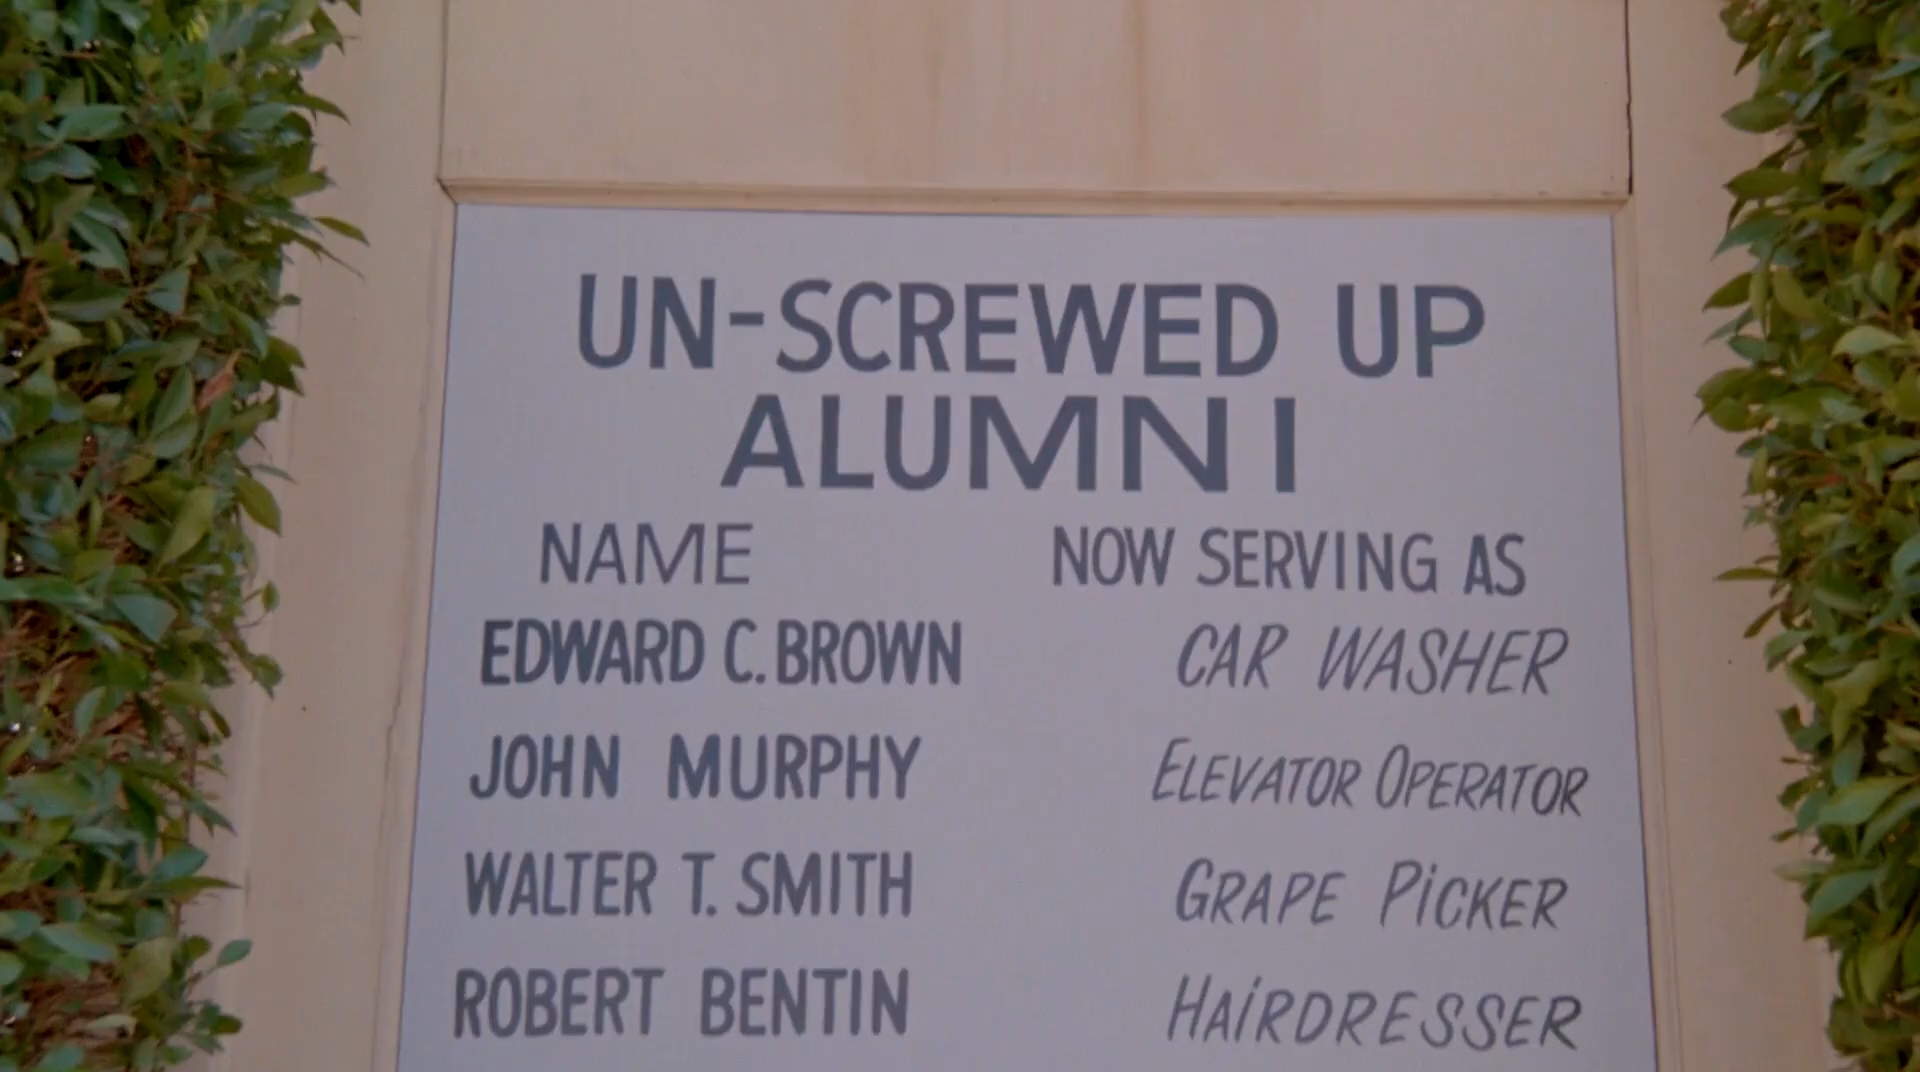 UN-SCREWED UP
ALUMNI
NAME NOW SERVING AS
EDWARD C. BROWN CAR WASHER
JOHN MURPHY ELEVATOR OPERATOR
WALTER T. SMITH GRAPE PICKER
ROBERT BENTIN HAIRDRESSER